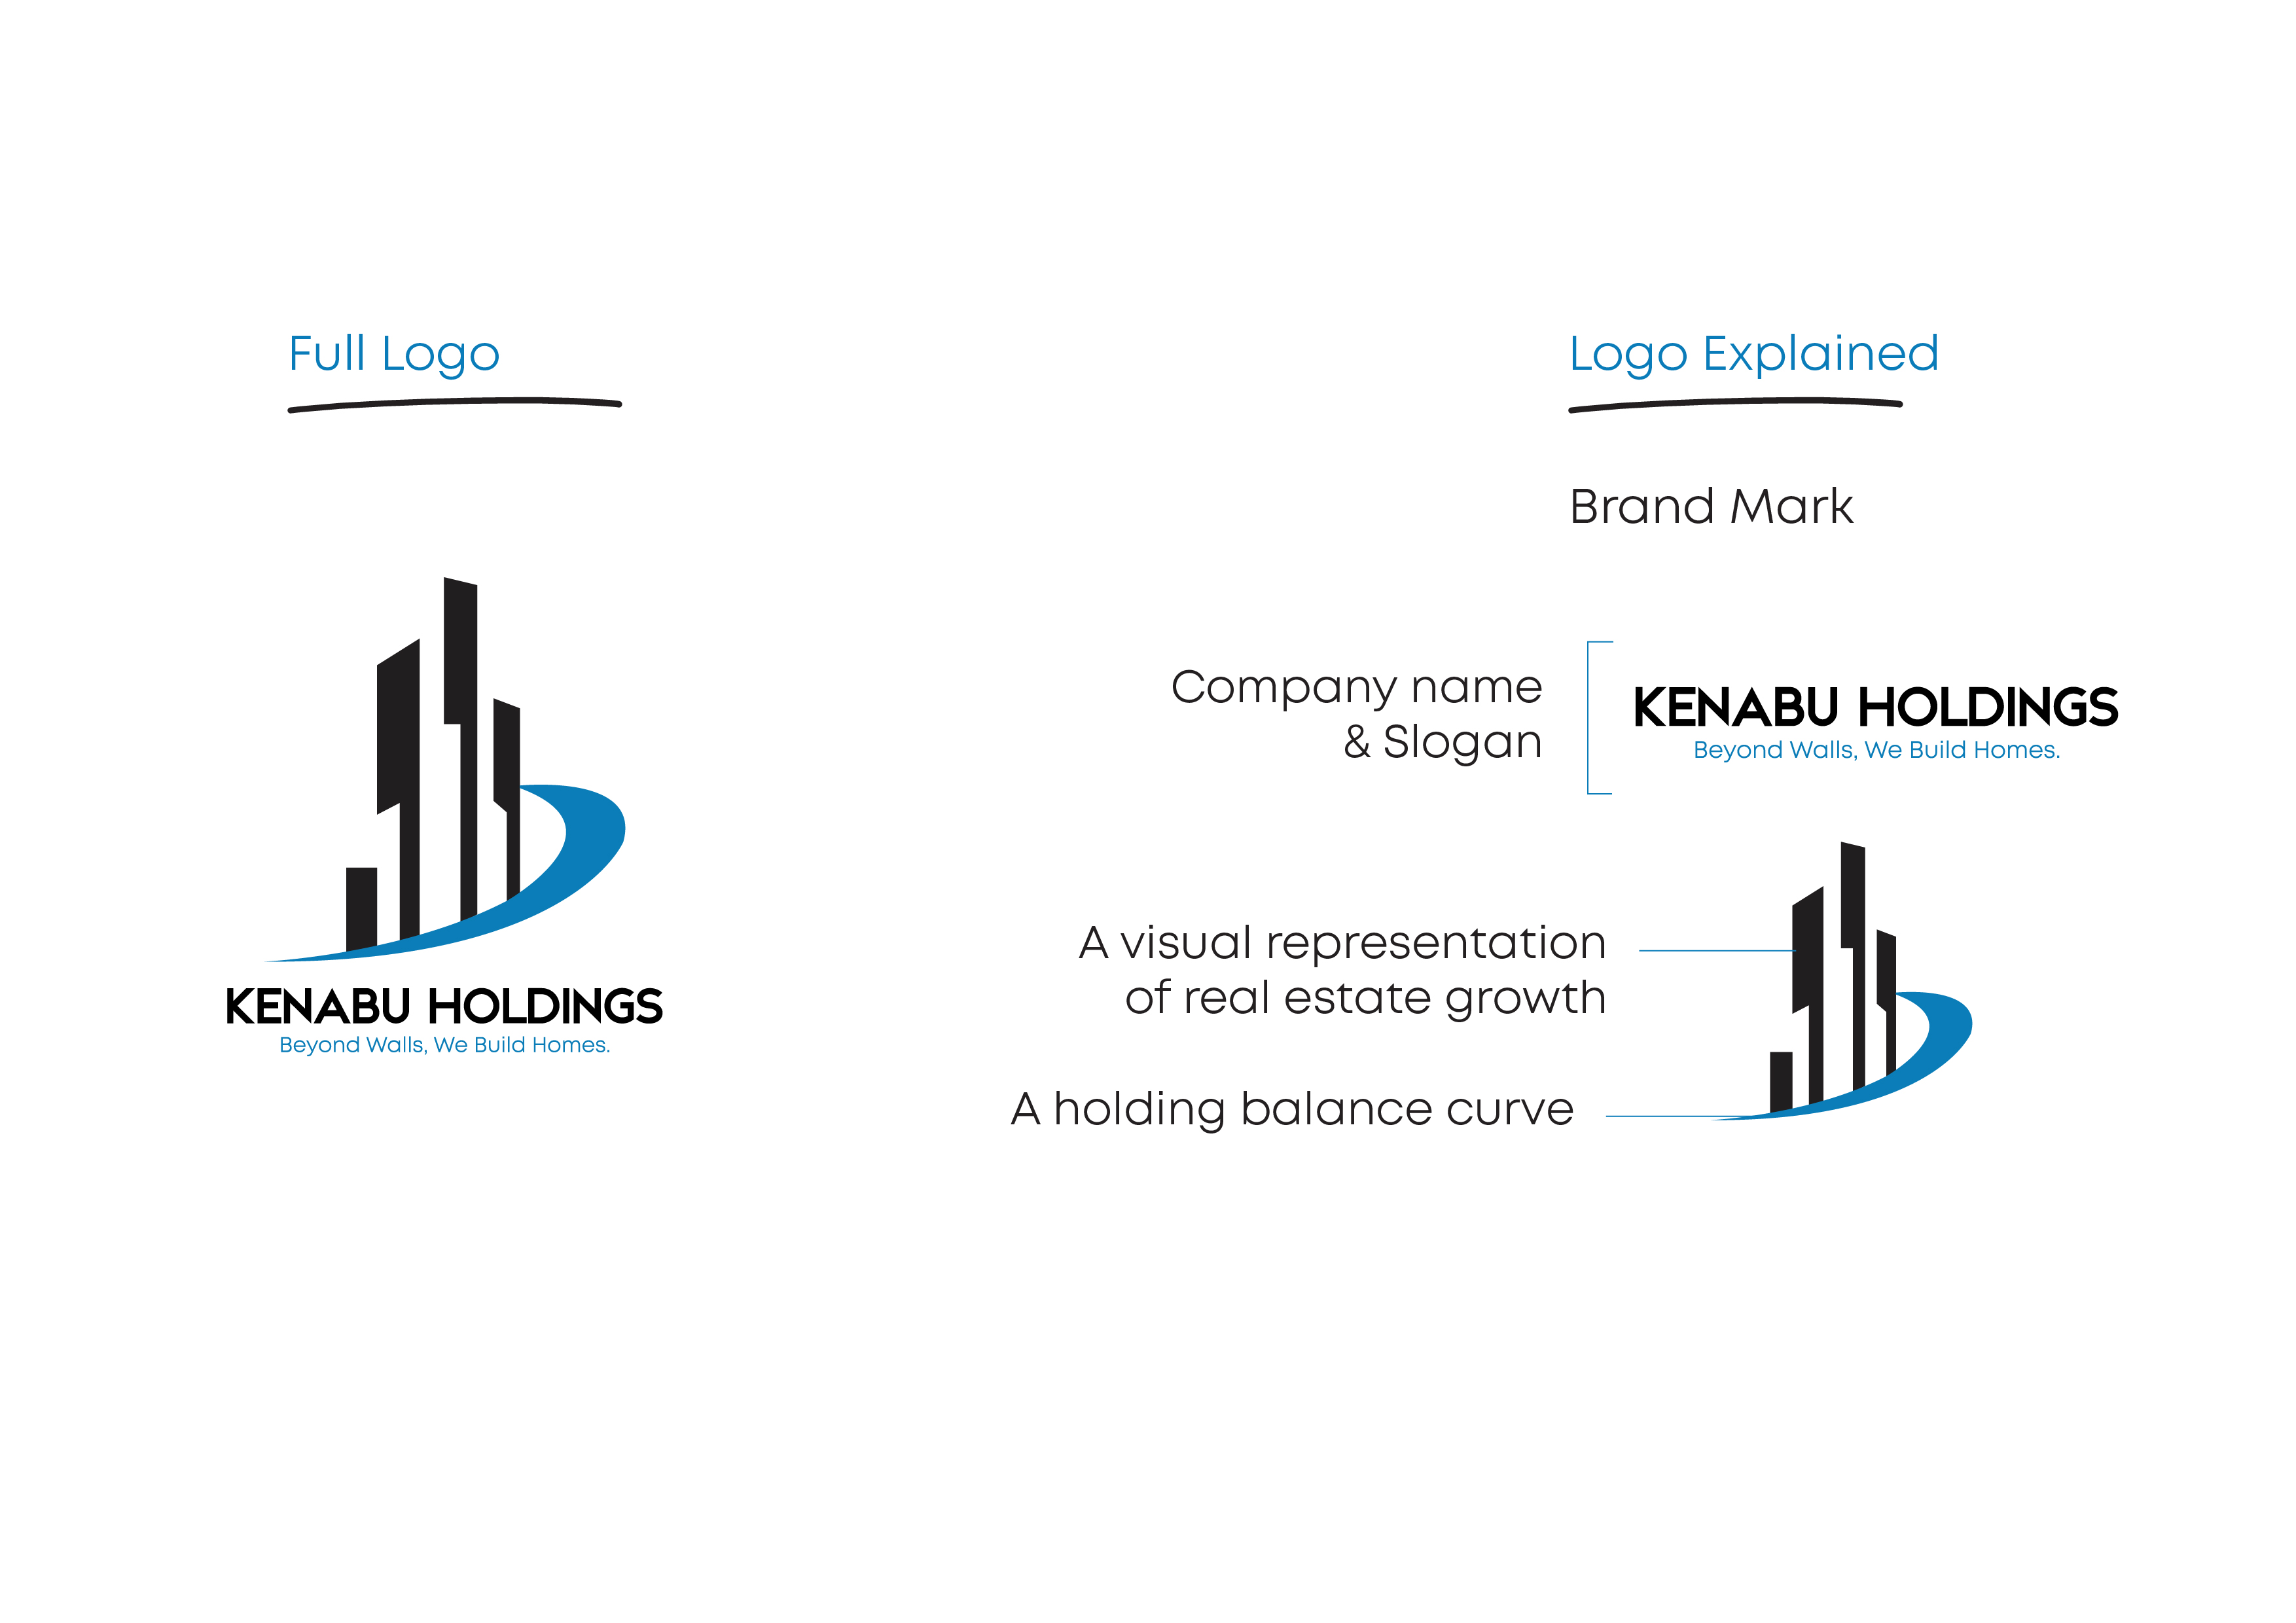 Full Logo
KENABU HOLDINGS
Beyond Walls, We Build Homes.
Logo Explained
Brand Mark
Company name
& Slogan
KENABU HOLDINGS
Beyond Walls, We Build Homes.
A visual representation
of real estate growth
A holding balance curve